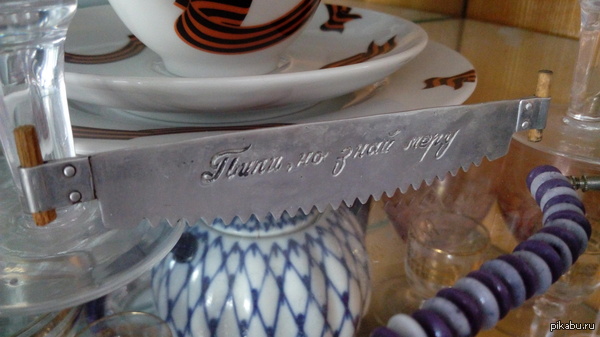 Пили, но знай меру
pikabu.ru